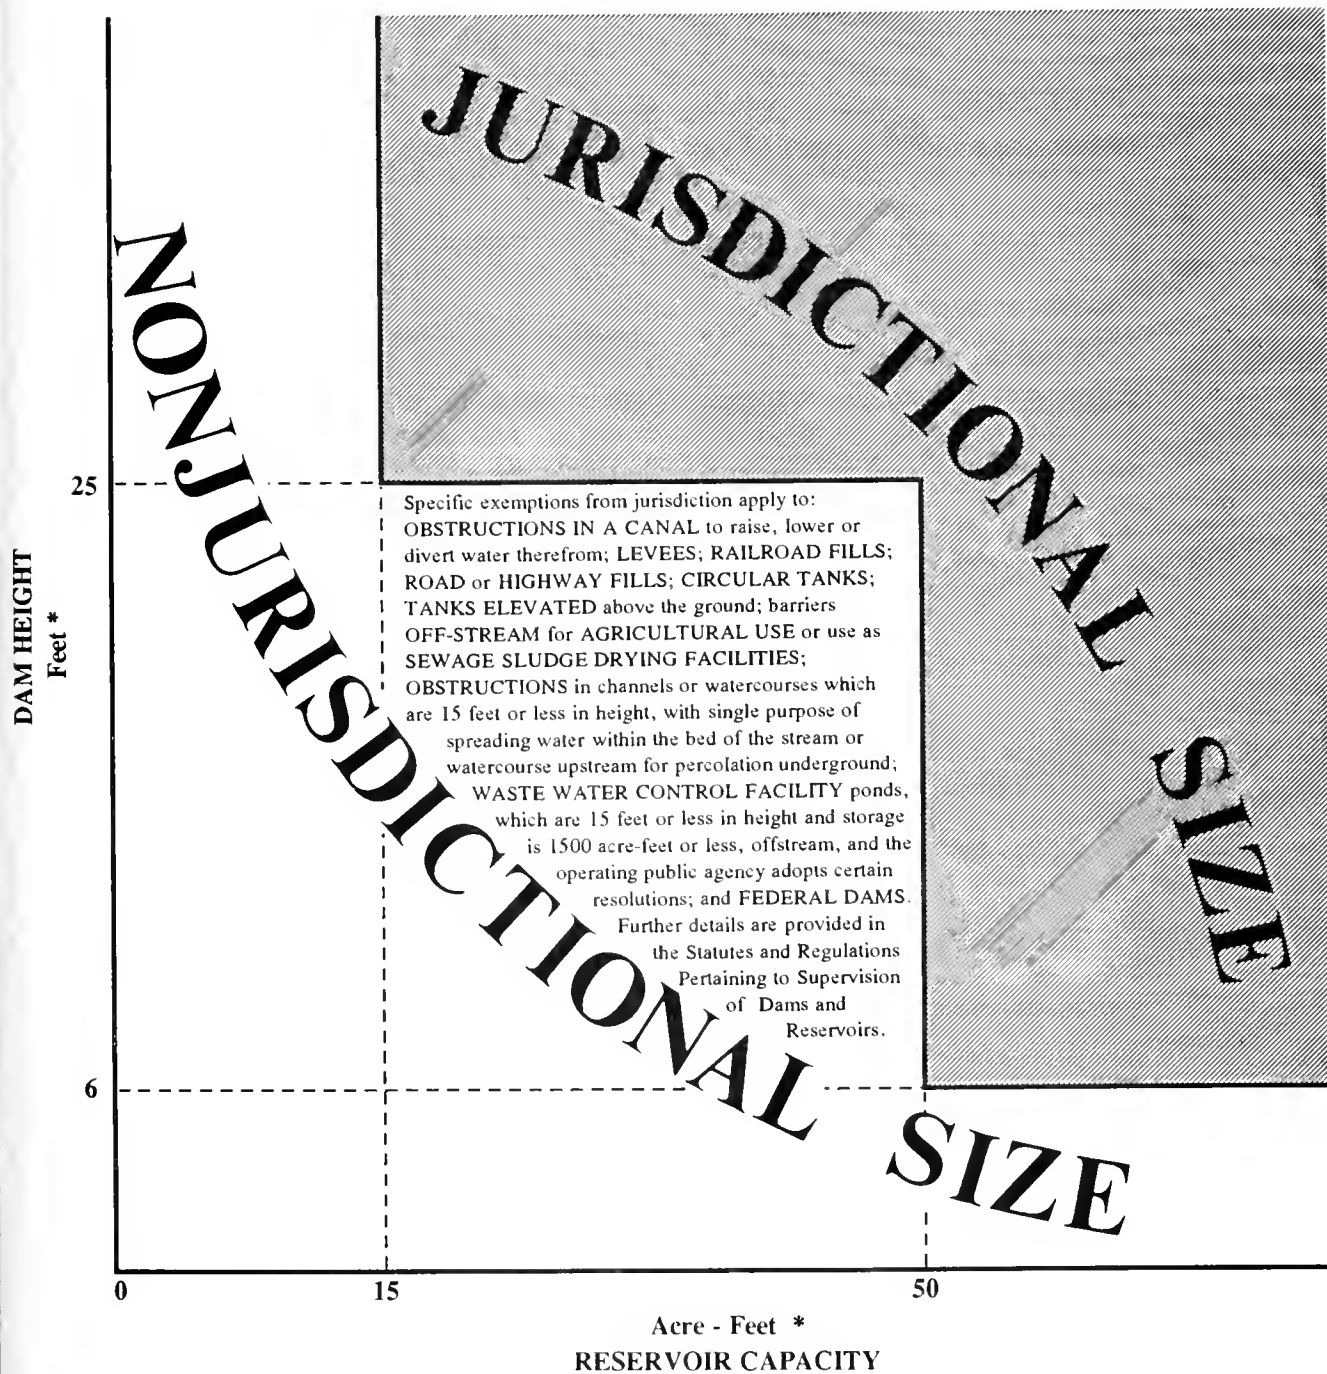 JURISDICTIONAL SIZE
NONJURISDICTIONAL SIZE
25
Specific exemptions from jurisdiction apply to:
OBSTRUCTIONS IN A CANAL to raise, lower or
divert water therefrom; LEVEES; RAILROAD FILLS;
ROAD or HIGHWAY FILLS; CIRCULAR TANKS;
TANKS ELEVATED above the ground; barriers
OFF-STREAM for AGRICULTURAL USE or use as
SEWAGE SLUDGE DRYING FACILITIES;
OBSTRUCTIONS in channels or watercourses which
are 15 feet or less in height, with single purpose of
spreading water within the bed of the stream or
watercourse upstream for percolation underground;
WASTE WATER CONTROL FACILITY ponds,
which are 15 feet or less in height and storage
is 1500 acre-feet or less, offstream, and the
operating public agency adopts certain
resolutions; and FEDERAL DAMS.
Further details are provided in
the Statutes and Regulations
Pertaining to Supervision
of Dams and
Reservoirs.
DAM HEIGHT
Feet *
6
0 15 50
Acre - Feet *
RESERVOIR CAPACITY